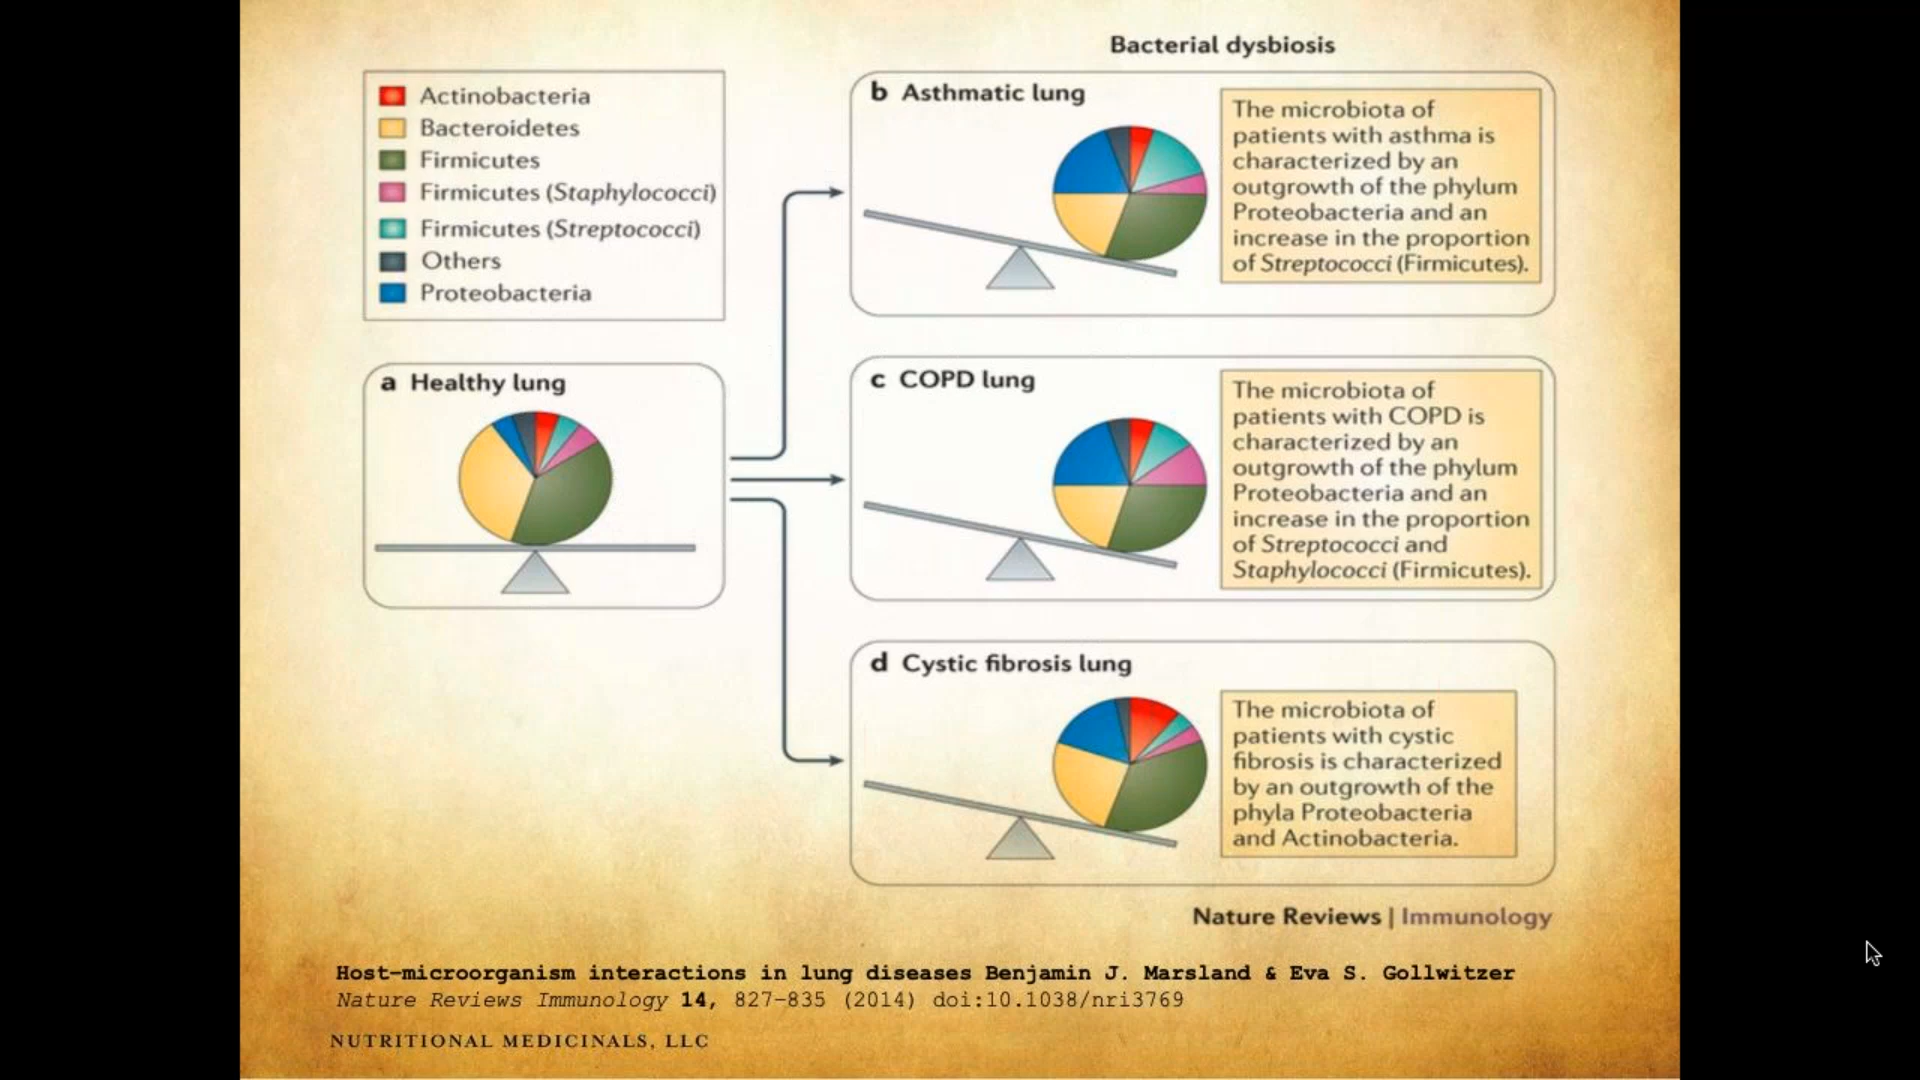 Bacterial dysbiosis
Actinobacteria
Bacteroidetes
Firmicutes
Firmicutes (Staphylococci)
Firmicutes (Streptococci)
Others
Proteobacteria
a Healthy lung
b Asthmatic lung
The microbiota of
patients with asthma is
characterized by an
outgrowth of the phylum
Proteobacteria and an
increase in the proportion
of Streptococci (Firmicutes).
c COPD lung
The microbiota of
patients with COPD is
characterized by an
outgrowth of the phylum
Proteobacteria and an
increase in the proportion
of Streptococci and
Staphylococci (Firmicutes).
d Cystic fibrosis lung
The microbiota of
patients with cystic
fibrosis is characterized
by an outgrowth of the
phyla Proteobacteria
and Actinobacteria.
Nature Reviews | Immunology
Host-microorganism interactions in lung diseases Benjamin J. Marsland & Eva S. Gollwitzer
Nature Reviews Immunology 14, 827-835 (2014) doi:10.1038/nri3769
NUTRITIONAL MEDICINALS, LLC